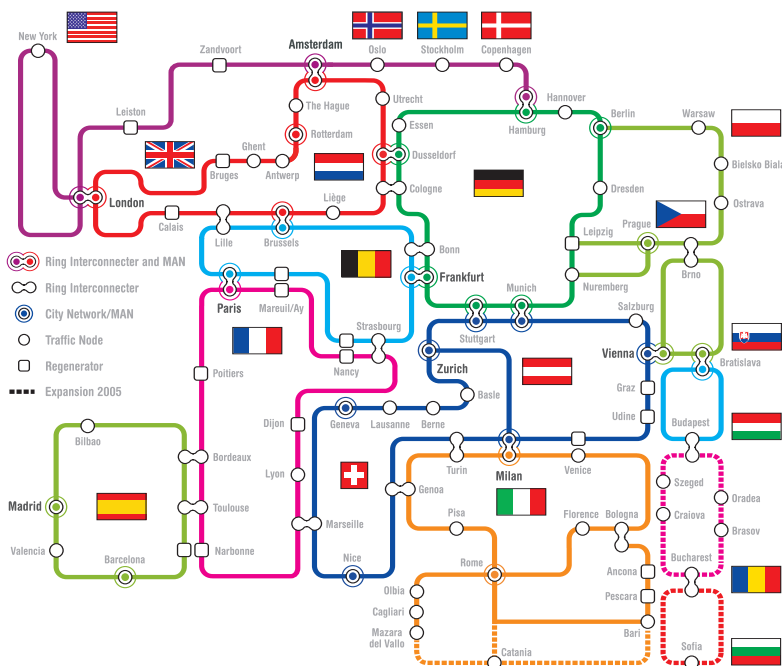 New York
Zandvoort
Amsterdam
Oslo
Stockholm
Copenhagen
Leiston
The Hague
Utrecht
Hannover
Berlin
Warsaw
Essen
Hamburg
Rotterdam
Ghent
Bruges
Antwerp
Dusseldorf
Bielsko Biala
London
Liège
Cologne
Dresden
Ostrava
Calais
Lille
Brussels
Leipzig
Prague
Bonn
Brno
Ring Interconnecter and MAN
Ring Interconnecter
City Network/MAN
Traffic Node
Regenerator
Expansion 2005
Frankfurt
Nuremberg
Paris
Mareuil/Ay
Munich
Salzburg
Strasbourg
Stuttgart
Nancy
Zurich
Vienna
Bratislava
Poitiers
Basle
Graz
Udine
Geneva
Lausanne
Berne
Budapest
Bilbao
Dijon
Bordeaux
Turin
Milan
Venice
Lyon
Genoa
Szeged
Oradea
Madrid
Toulouse
Marseille
Pisa
Florence
Bologna
Craiova
Brasov
Valencia
Barcelona
Narbonne
Nice
Rome
Bucharest
Ancona
Olbia
Pescara
Cagliari
Mazara
del Vallo
Bari
Catania
Sofia